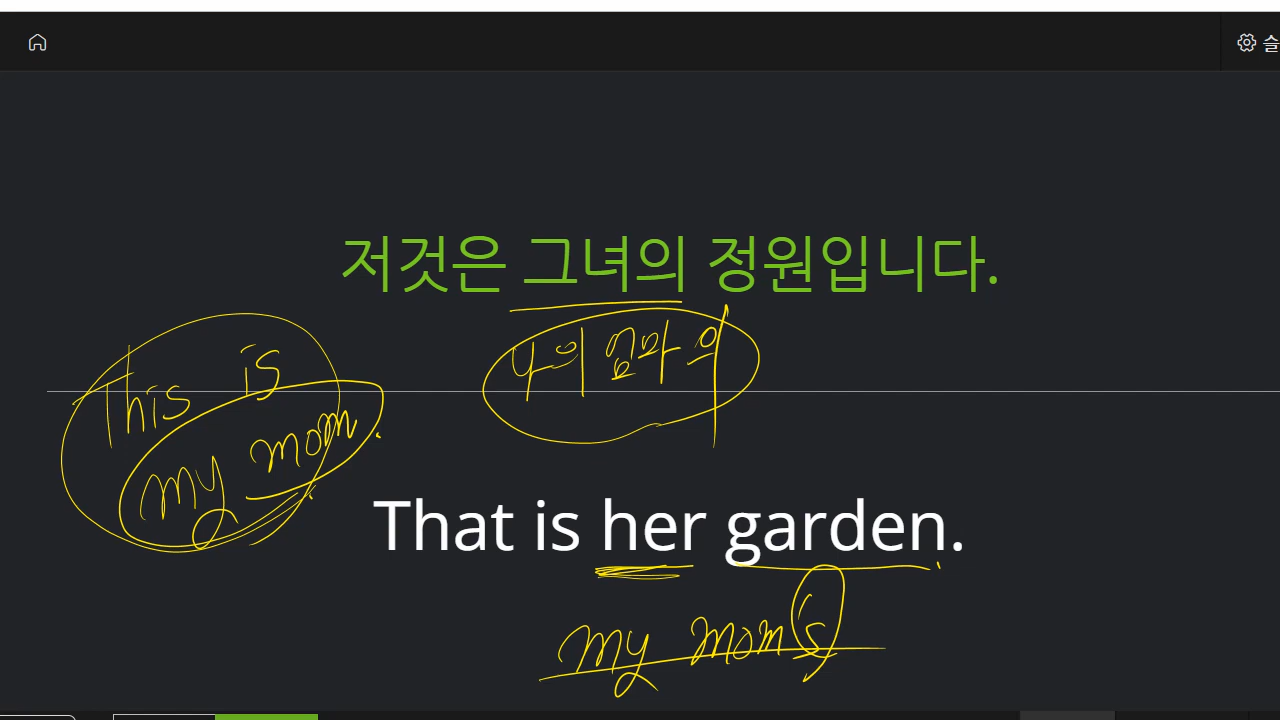 슬
저것은 그녀의 정원입니다.
나의 엄마의
This is
my mom.
That is her garden.
my mom's